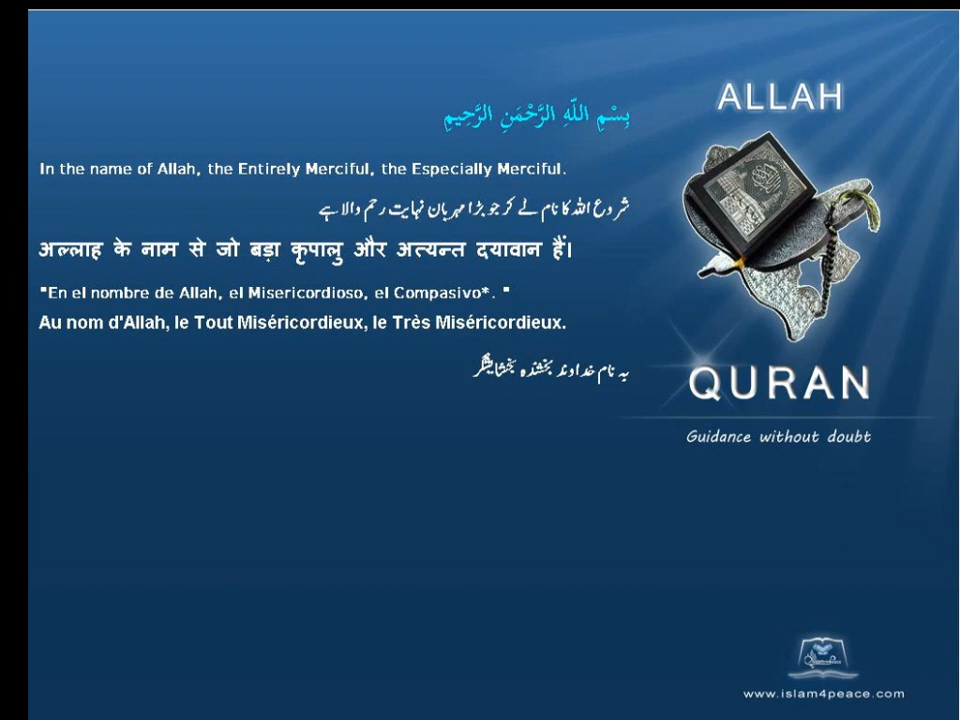 بِسْمِ اللّهِ الرَّحْمَنِ الرَّحِيمِ
In the name of Allah, the Entirely Merciful, the Especially Merciful.
شروع اللہ کا نام لے کر جو بڑا مہربان نہایت رحم والا ہے
अल्लाह के नाम से जो बड़ा कृपालु और अत्यन्त दयावान हैं।
"En el nombre de Allah, el Misericordioso, el Compasivo*. "
Au nom d'Allah, le Tout Miséricordieux, le Très Miséricordieux.
به نام خداوند بخشنده بخشایشگر
ALLAH
QURAN
Guidance without doubt
www.islam4peace.com